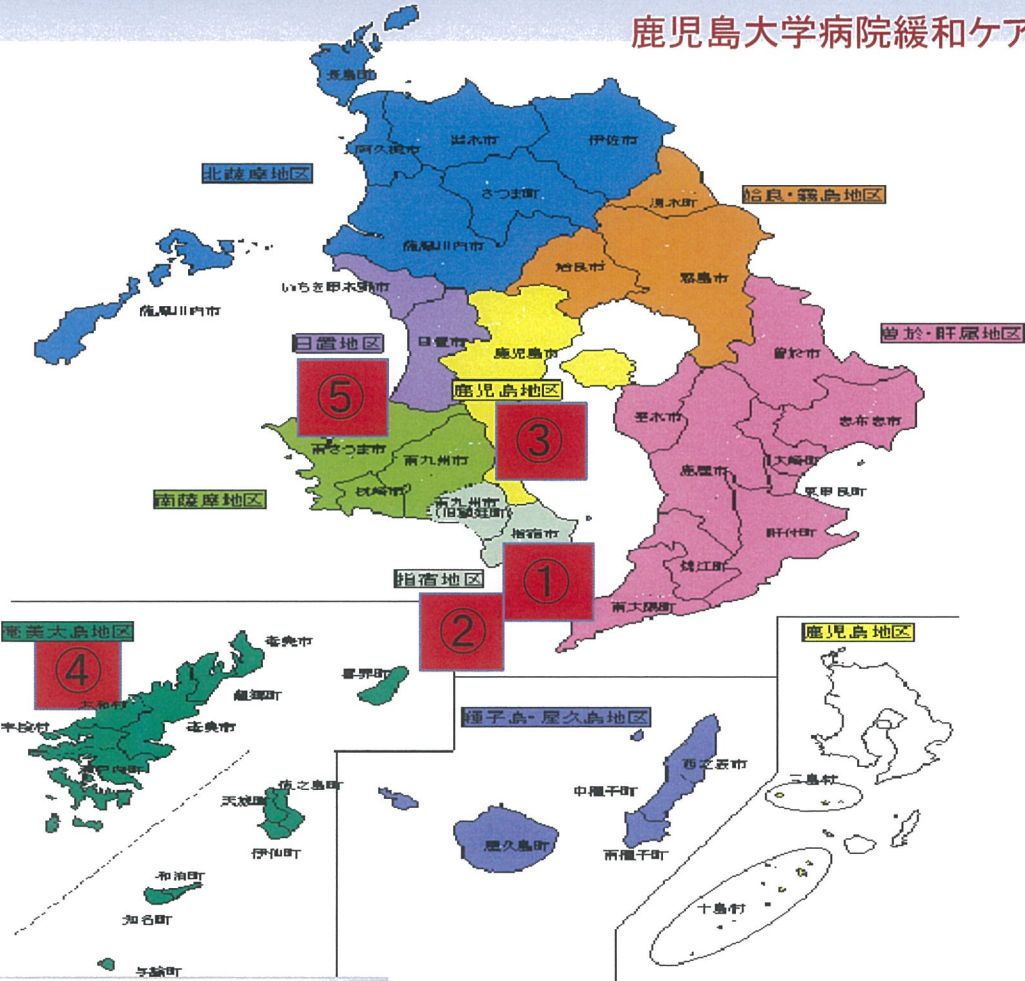 鹿児島大学病院緩和ケア
長島町
阿久根市
出水市
伊佐市
北薩摩地区
さつま町
湧水町
姶良・霧島地区
薩摩川内市
姶良市
霧島市
いちき串木野市
薩摩川内市
日置地区
日置市
鹿児島市
曽於市
曽於・肝属地区
⑤
鹿児島地区
③
垂水市
志布志市
南さつま市
南九州市
鹿屋市
大崎町
東串良町
枕崎市
南薩摩地区
南九州市
(旧頴娃町)
指宿市
肝付町
錦江町
指宿地区
①
南大隅町
②
奄美大島地区
④
奄美市
喜界町
龍郷町
大和村
宇検村
奄美市
瀬戸内町
鹿児島地区
種子島・屋久島地区
西之表市
中種子町
南種子町
屋久島町
三島村
十島村
徳之島町
天城町
伊仙町
和泊町
知名町
与論町